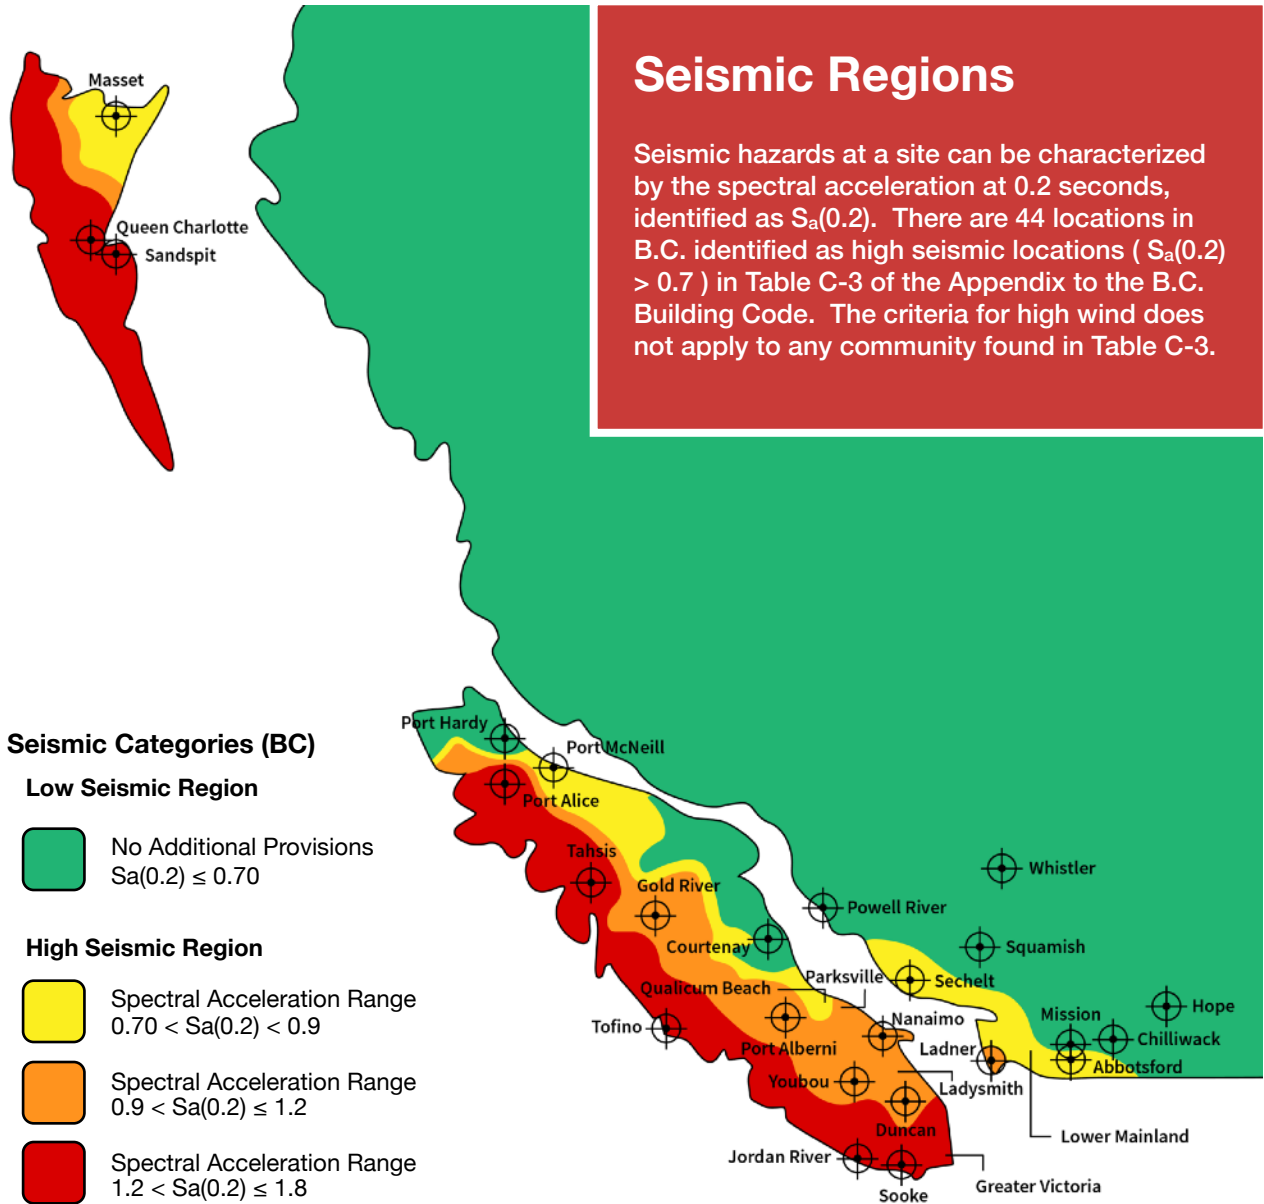 Seismic Regions
Seismic hazards at a site can be characterized
by the spectral acceleration at 0.2 seconds,
identified as Sa(0.2).  There are 44 locations in
B.C. identified as high seismic locations ( Sa(0.2)
> 0.7 ) in Table C-3 of the Appendix to the B.C.
Building Code.  The criteria for high wind does
not apply to any community found in Table C-3.
Masset
Queen Charlotte
Sandspit
Port Hardy
Port McNeill
Port Alice
Tahsis
Gold River
Courtenay
Qualicum Beach
Parksville
Tofino
Port Alberni
Nanaimo
Youbou
Ladysmith
Duncan
Jordan River
Sooke
Greater Victoria
Powell River
Whistler
Squamish
Sechelt
Hope
Mission
Chilliwack
Abbotsford
Ladner
Lower Mainland
Seismic Categories (BC)
Low Seismic Region
No Additional Provisions
Sa(0.2) ≤ 0.70
High Seismic Region
Spectral Acceleration Range
0.70 < Sa(0.2) < 0.9
Spectral Acceleration Range
0.9 < Sa(0.2) ≤ 1.2
Spectral Acceleration Range
1.2 < Sa(0.2) ≤ 1.8